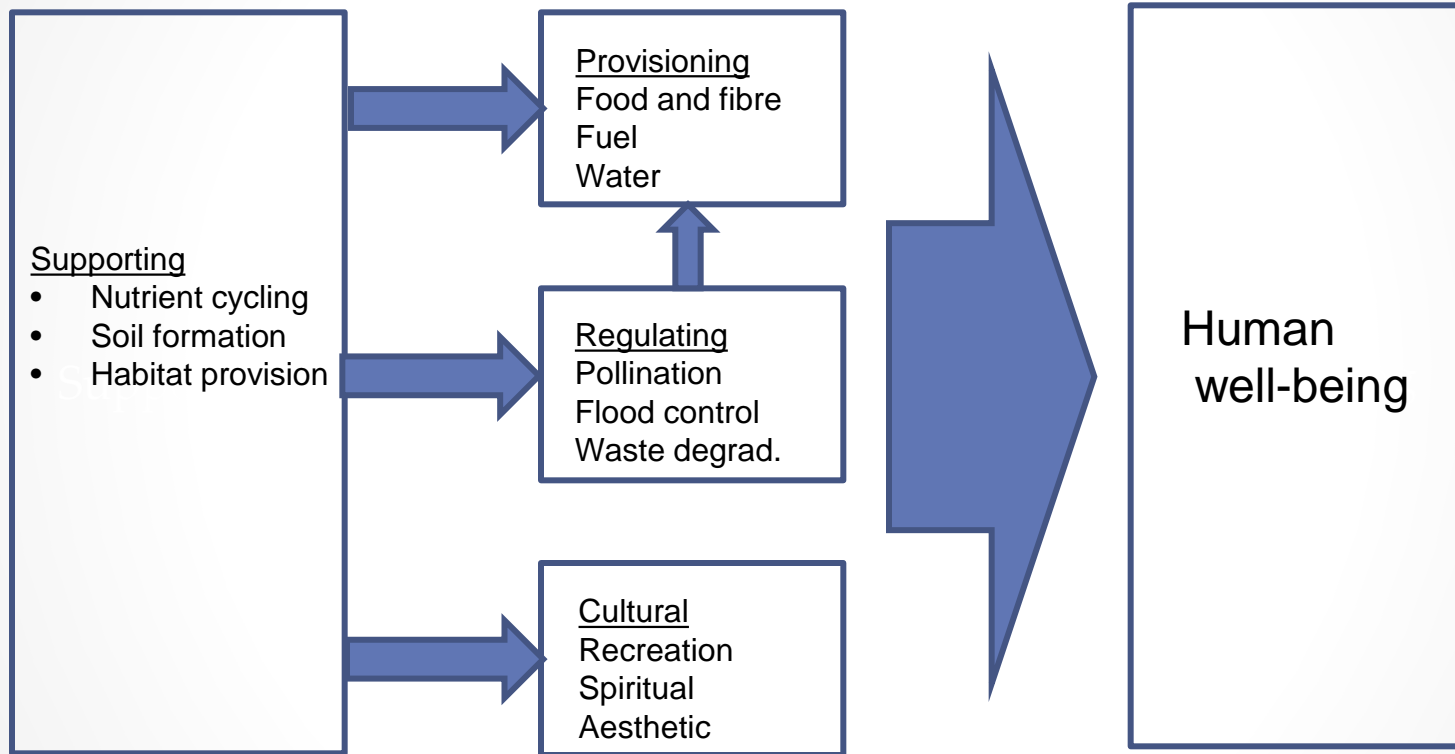 Supporting
• Nutrient cycling
• Soil formation
• Habitat provision
Provisioning
Food and fibre
Fuel
Water
Regulating
Pollination
Flood control
Waste degrad.
Cultural
Recreation
Spiritual
Aesthetic
Human
well-being